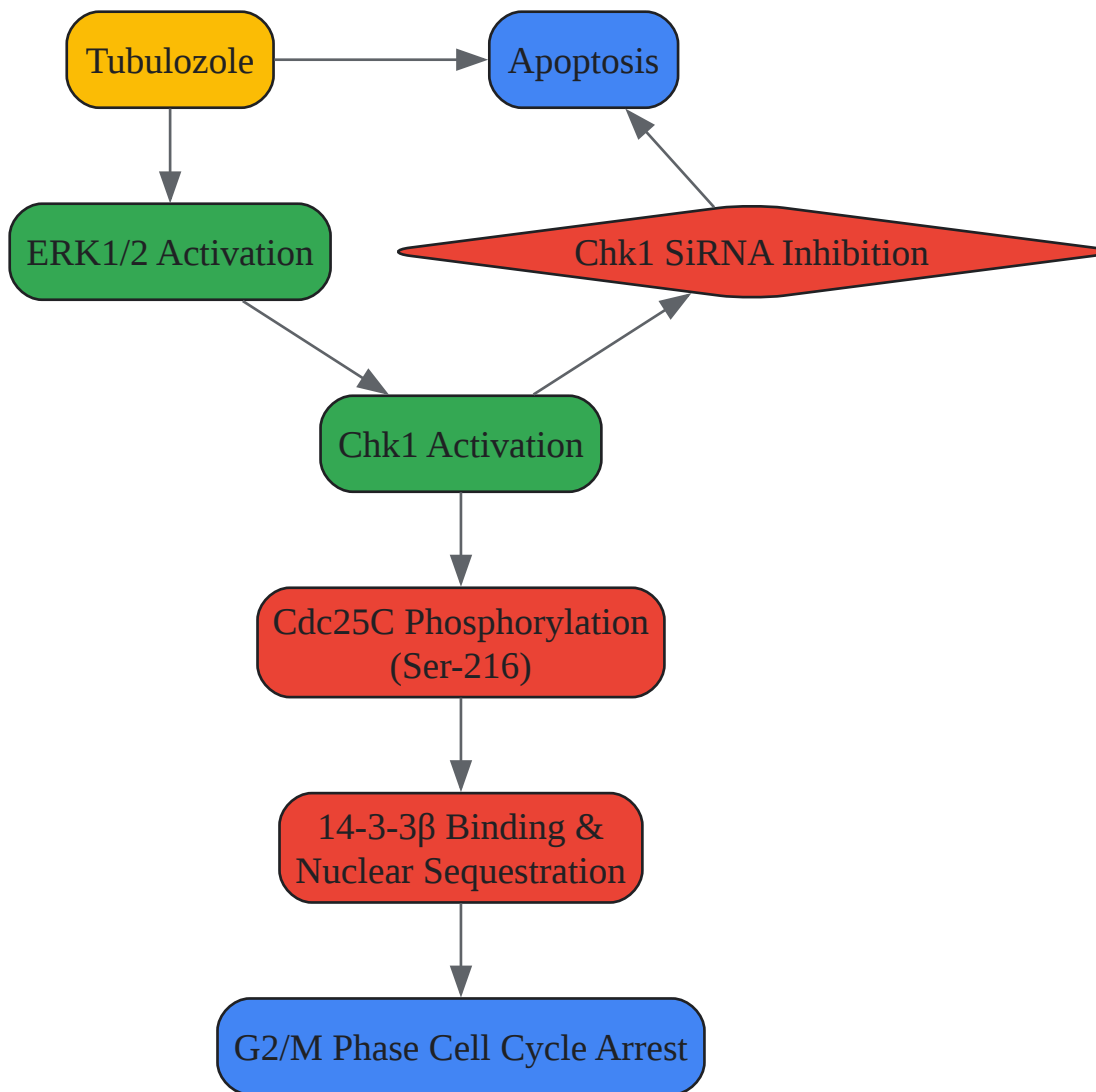 Tubulozole
Apoptosis
ERK1/2 Activation
Chk1 SiRNA Inhibition
Chk1 Activation
Cdc25C Phosphorylation
(Ser-216)
14-3-3β Binding &
Nuclear Sequestration
G2/M Phase Cell Cycle Arrest